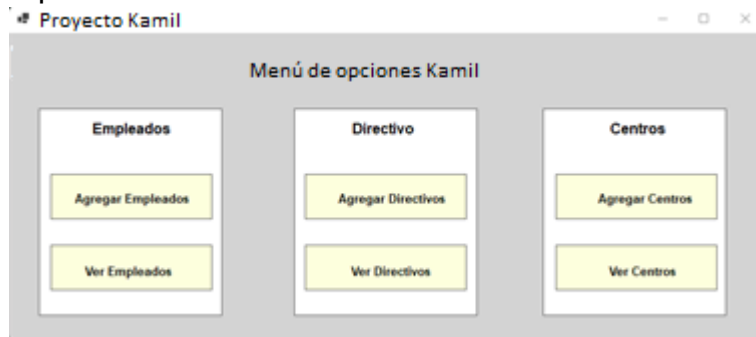 Proyecto Kamil
Menú de opciones Kamil
Empleados
Agregar Empleados
Ver Empleados
Directivo
Agregar Directivos
Ver Directivos
Centros
Agregar Centros
Ver Centros